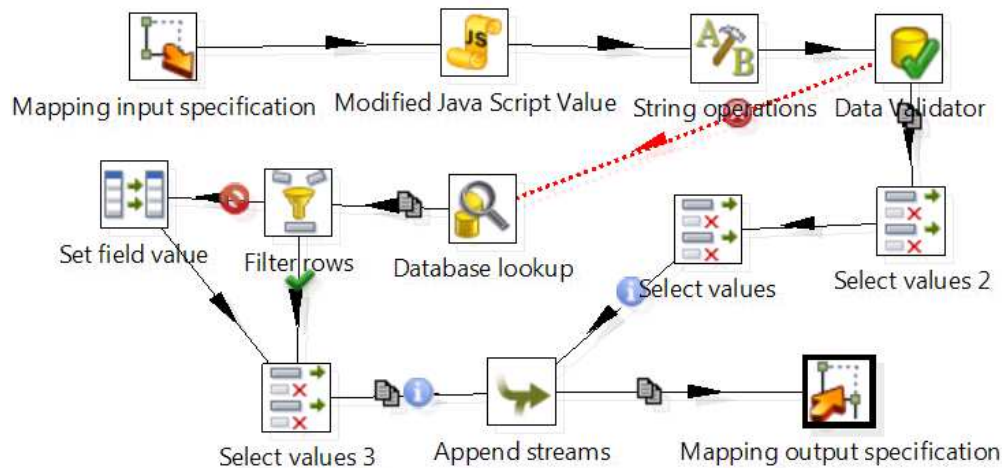 JS
A
B
Mapping input specification
Modified Java Script Value
String operations
Data Validator
Set field value
Filter rows
Database lookup
Select values
Select values 2
Select values 3
Append streams
Mapping output specification